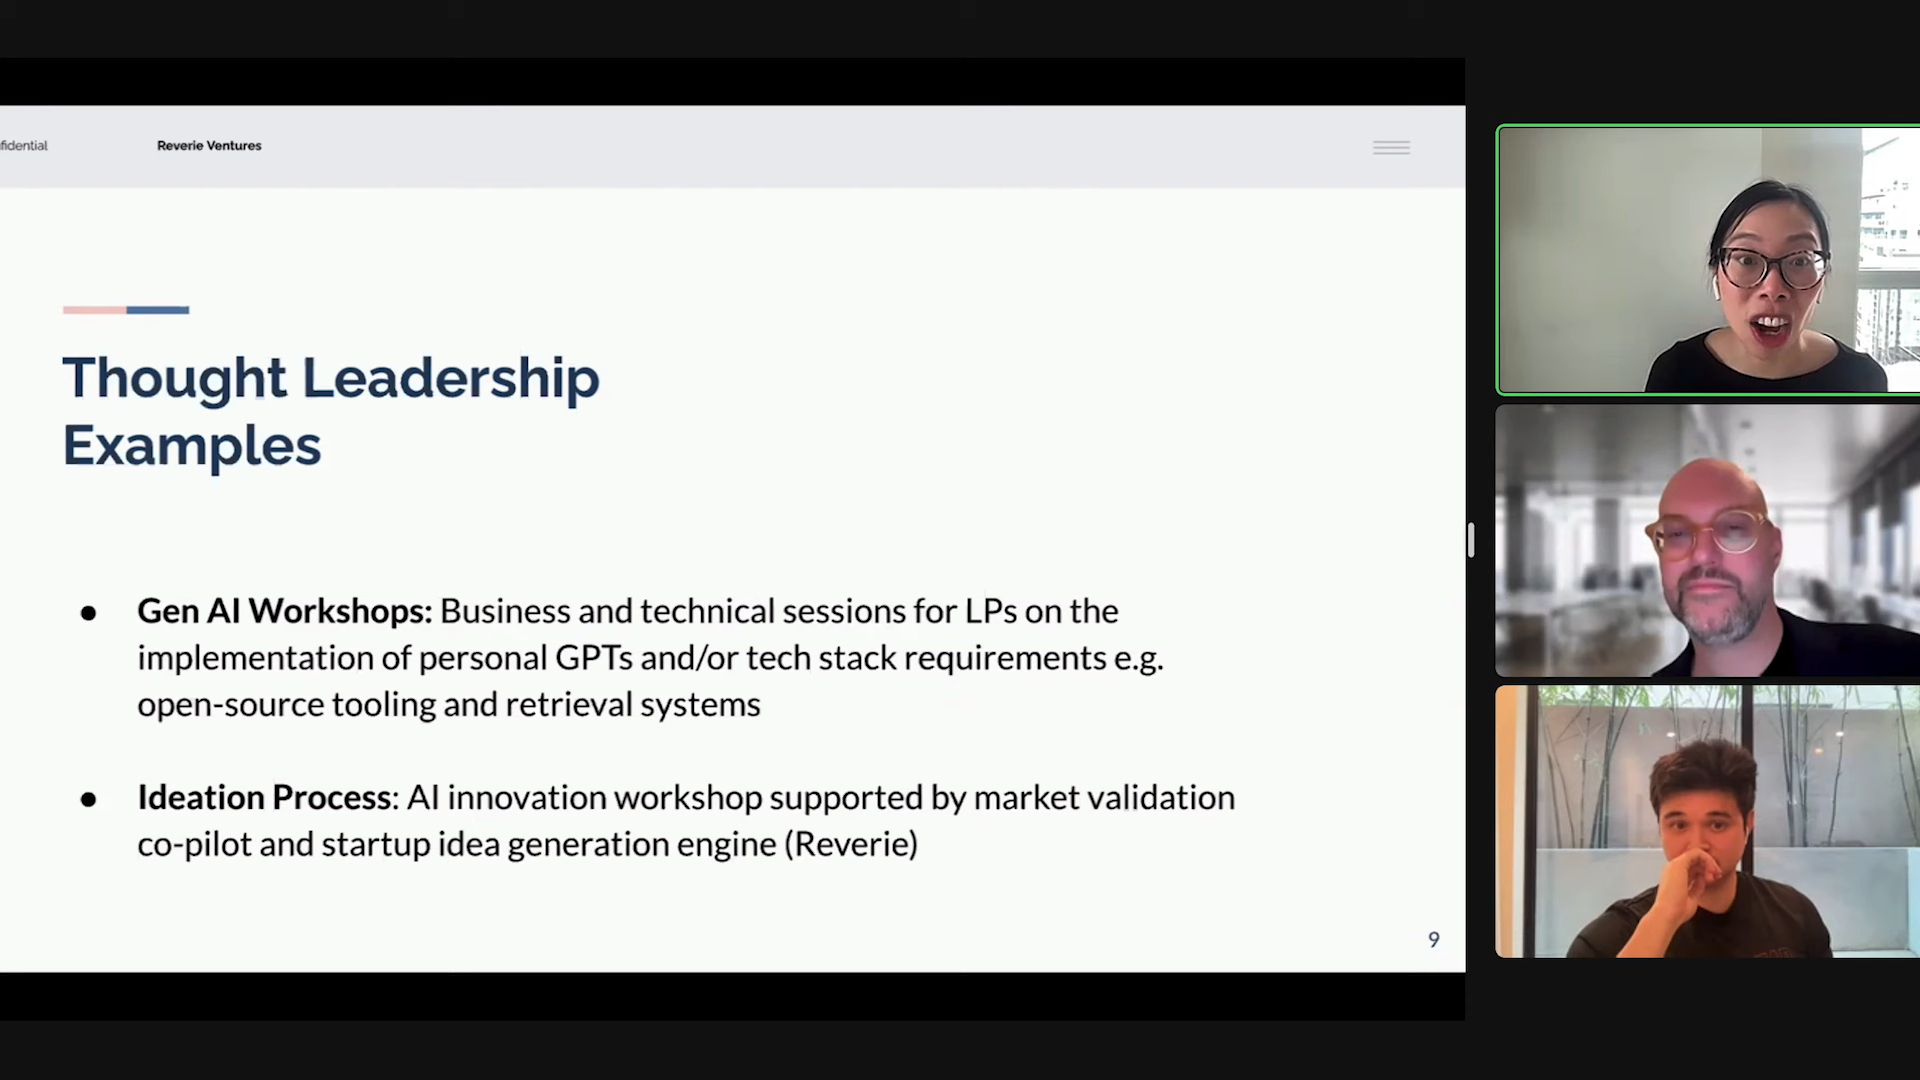 fidential
Reverie Ventures
Thought Leadership
Examples
● Gen AI Workshops: Business and technical sessions for LPs on the
implementation of personal GPTs and/or tech stack requirements e.g.
open-source tooling and retrieval systems
● Ideation Process: AI innovation workshop supported by market validation
co-pilot and startup idea generation engine (Reverie)
9